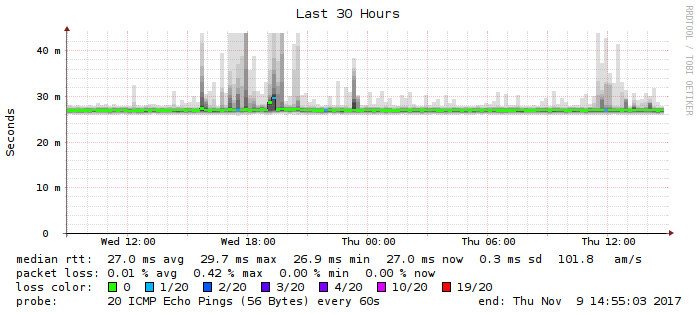 Last 30 Hours
RRDTOOL / TOBI OETIKER
Seconds
40 m
30 m
20 m
10 m
0
Wed 12:00 Wed 18:00 Thu 00:00 Thu 06:00 Thu 12:00
median rtt: 27.0 ms avg 29.7 ms max 26.9 ms min 27.0 ms now 0.3 ms sd 101.8 am/s
packet loss: 0.01 % avg 0.42 % max 0.00 % min 0.00 % now
loss color: 0 1/20 2/20 3/20 4/20 10/20 19/20
probe: 20 ICMP Echo Pings (56 Bytes) every 60s end: Thu Nov 9 14:55:03 2017